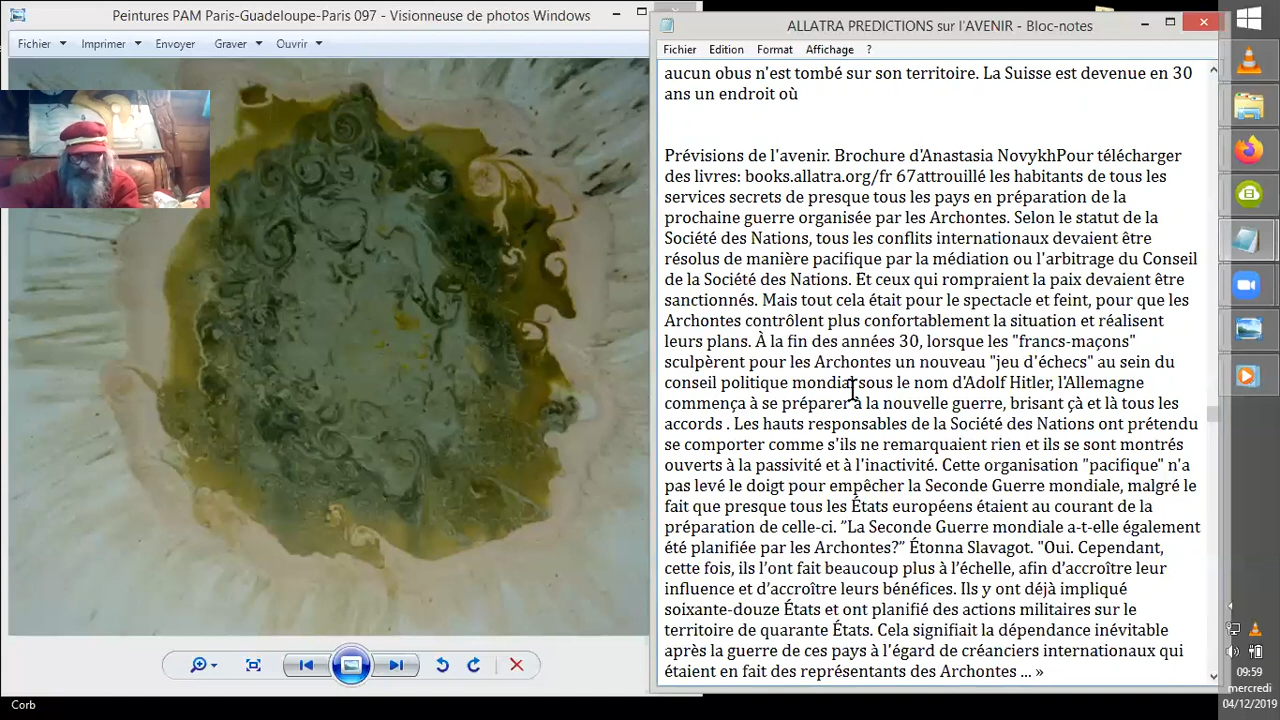 Peintures PAM Paris-Guadeloupe-Paris 097 - Visionneuse de photos Windows
Fichier Imprimer Envoyer Graver Ouvrir
ALLATRA PREDICTIONS sur l'AVENIR - Bloc-notes
Fichier Edition Format Affichage ?
aucun obus n'est tombé sur son territoire. La Suisse est devenue en 30
ans un endroit où
Prévisions de l'avenir. Brochure d'Anastasia NovykhPour télécharger
des livres: books.allatra.org/fr 67attrouillé les habitants de tous les
services secrets de presque tous les pays en préparation de la
prochaine guerre organisée par les Archontes. Selon le statut de la
Société des Nations, tous les conflits internationaux devaient être
résolus de manière pacifique par la médiation ou l'arbitrage du Conseil
de la Société des Nations. Et ceux qui rompraient la paix devaient être
sanctionnés. Mais tout cela était pour le spectacle et feint, pour que les
Archontes contrôlent plus confortablement la situation et réalisent
leurs plans. À la fin des années 30, lorsque les "francs-maçons"
sculpèrent pour les Archontes un nouveau "jeu d'échecs" au sein du
conseil politique mondial sous le nom d'Adolf Hitler, l'Allemagne
commença à se préparer à la nouvelle guerre, brisant çà et là tous les
accords . Les hauts responsables de la Société des Nations ont prétendu
se comporter comme s'ils ne remarquaient rien et ils se sont montrés
ouverts à la passivité et à l'inactivité. Cette organisation "pacifique" n'a
pas levé le doigt pour empêcher la Seconde Guerre mondiale, malgré le
fait que presque tous les États européens étaient au courant de la
préparation de celle-ci. ”La Seconde Guerre mondiale a-t-elle également
été planifiée par les Archontes?” Étonna Slavagot. "Oui. Cependant,
cette fois, ils l’ont fait beaucoup plus à l’échelle, afin d’accroître leur
influence et d’accroître leurs bénéfices. Ils y ont déjà impliqué
soixante-douze États et ont planifié des actions militaires sur le
territoire de quarante États. Cela signifiait la dépendance inévitable
après la guerre de ces pays à l'égard de créanciers internationaux qui
étaient en fait des représentants des Archontes ... »
09:59
mercredi
04/12/2019
Corb